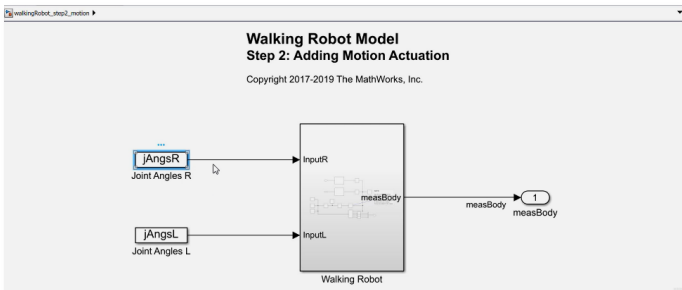 walkingRobot_step2_motion
Walking Robot Model
Step 2: Adding Motion Actuation
Copyright 2017-2019 The MathWorks, Inc.
jAngsR
Joint Angles R
InputR
measBody
measBody
1
measBody
jAngsL
Joint Angles L
InputL
Walking Robot